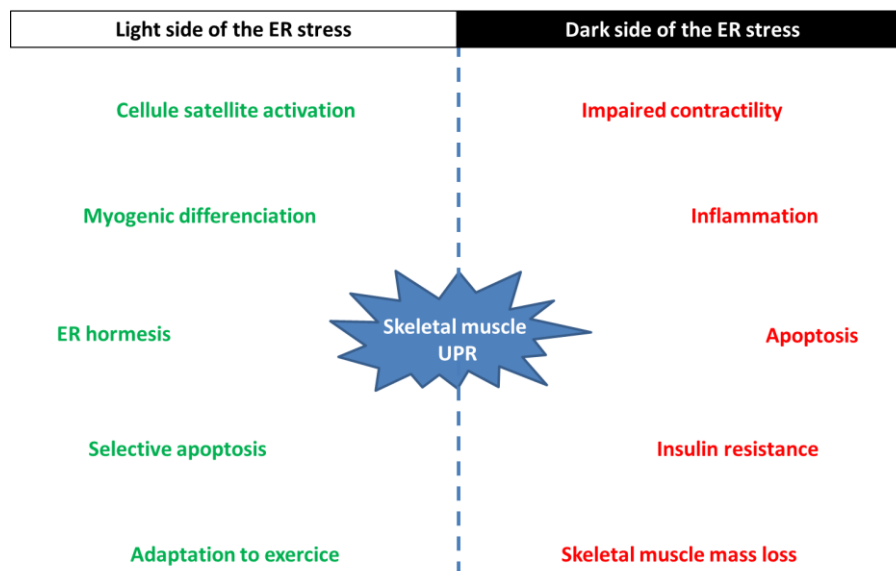 Light side of the ER stress
Dark side of the ER stress
Cellule satellite activation
Impaired contractility
Myogenic differenciation
Inflammation
Skeletal muscle
UPR
ER hormesis
Apoptosis
Selective apoptosis
Insulin resistance
Adaptation to exercice
Skeletal muscle mass loss